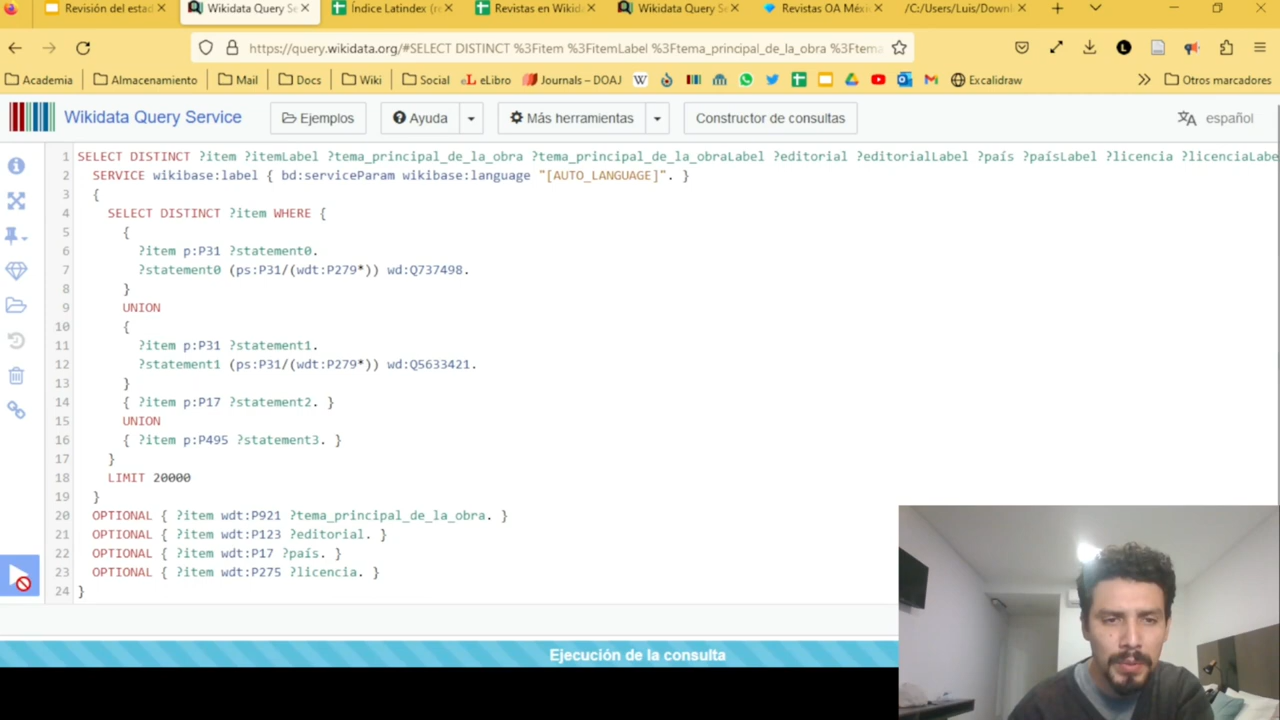 Revisión del estad
Wikidata Query Se
Índice Latindex (re
Revistas en Wikid
Wikidata Query Se
Revistas OA Méxi
/C:/Users/Luis/Downl
https://query.wikidata.org/#SELECT DISTINCT %3Fitem %3FitemLabel %3Ftema_principal_de_la_obra %3Ftema
Academia
Almacenamiento
Mail
Docs
Wiki
Social
eLibro
Journals – DOAJ
Excalidraw
Otros marcadores
Wikidata Query Service
Ejemplos
Ayuda
Más herramientas
Constructor de consultas
español
1 SELECT DISTINCT ?item ?itemLabel ?tema_principal_de_la_obra ?tema_principal_de_la_obraLabel ?editorial ?editorialLabel ?país ?paísLabel ?licencia ?licenciaLabe
2 SERVICE wikibase:label { bd:serviceParam wikibase:language "[AUTO_LANGUAGE]". }
3 {
4 SELECT DISTINCT ?item WHERE {
5 {
6 ?item p:P31 ?statement0.
7 ?statement0 (ps:P31/(wdt:P279*)) wd:Q737498.
8 }
9 UNION
10 {
11 ?item p:P31 ?statement1.
12 ?statement1 (ps:P31/(wdt:P279*)) wd:Q5633421.
13 }
14 { ?item p:P17 ?statement2. }
15 UNION
16 { ?item p:P495 ?statement3. }
17 }
18 LIMIT 20000
19 }
20 OPTIONAL { ?item wdt:P921 ?tema_principal_de_la_obra. }
21 OPTIONAL { ?item wdt:P123 ?editorial. }
22 OPTIONAL { ?item wdt:P17 ?país. }
23 OPTIONAL { ?item wdt:P275 ?licencia. }
24 }
Ejecución de la consulta